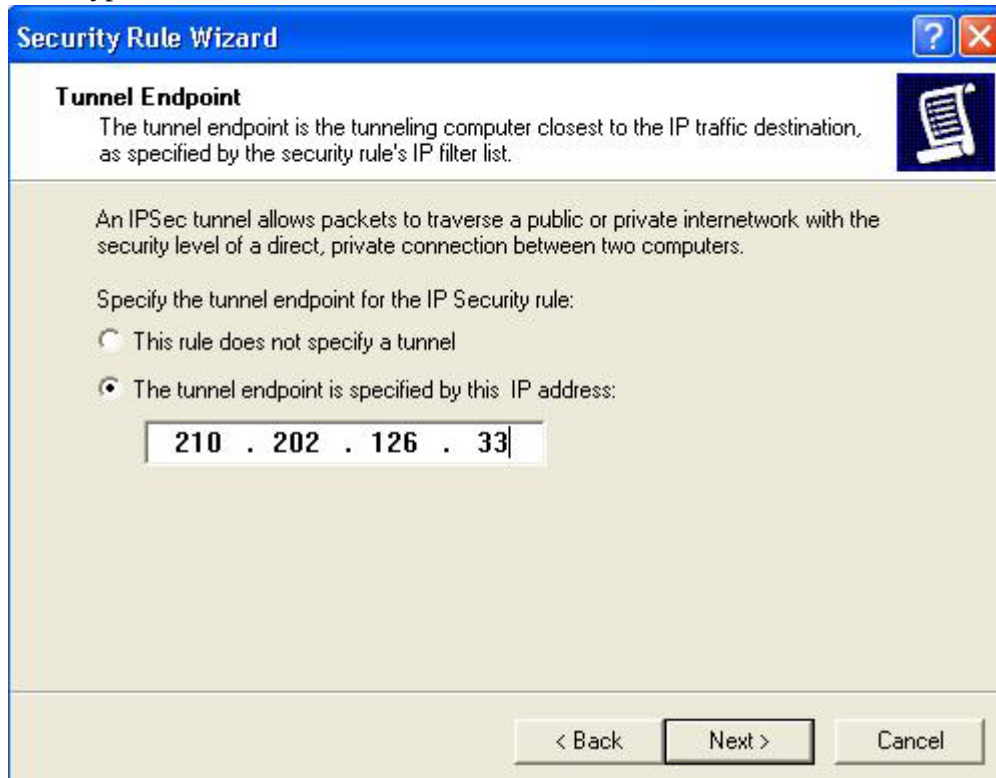 Security Rule Wizard
Tunnel Endpoint
The tunnel endpoint is the tunneling computer closest to the IP traffic destination,
as specified by the security rule's IP filter list.
An IPSec tunnel allows packets to traverse a public or private internetwork with the
security level of a direct, private connection between two computers.
Specify the tunnel endpoint for the IP Security rule:
This rule does not specify a tunnel
The tunnel endpoint is specified by this IP address:
210 . 202 . 126 . 33
< Back Next > Cancel